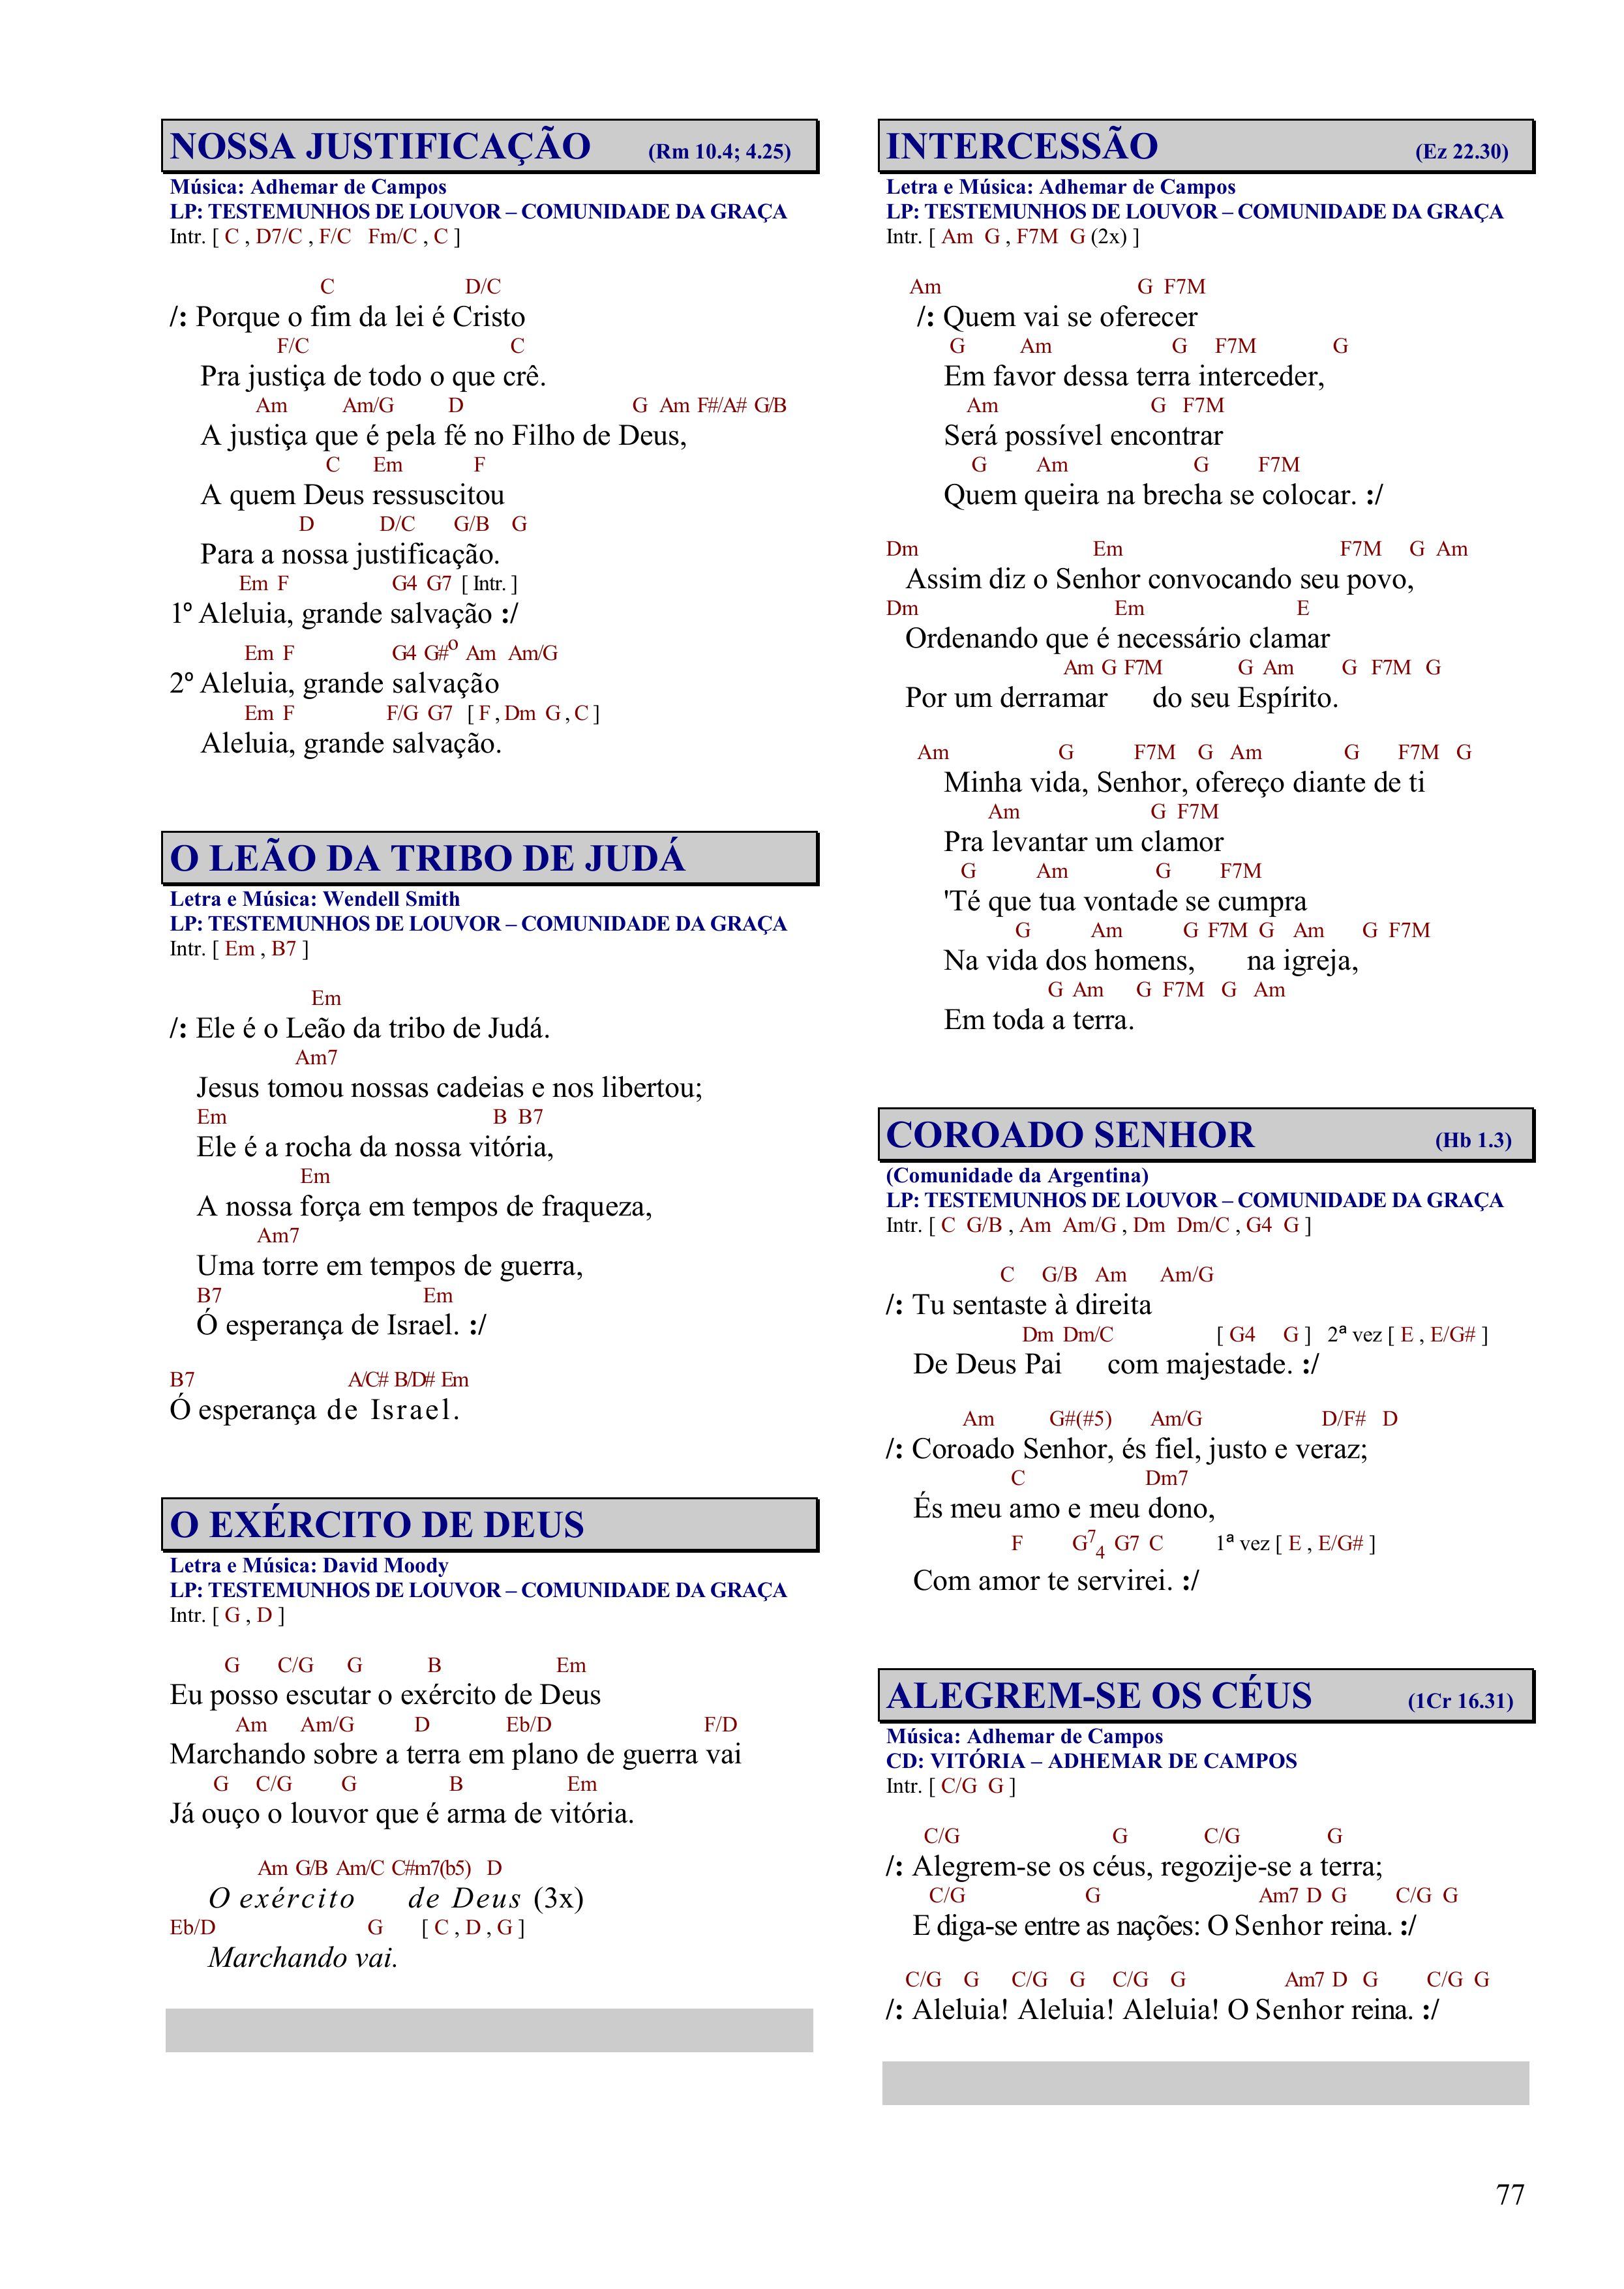 NOSSA JUSTIFICAÇÃO (Rm 10.4; 4.25)
Música: Adhemar de Campos
LP: TESTEMUNHOS DE LOUVOR – COMUNIDADE DA GRAÇA
Intr. [ C , D7/C , F/C Fm/C , C ]
C D/C
/: Porque o fim da lei é Cristo
F/C C
Pra justiça de todo o que crê.
Am Am/G D G Am F#/A# G/B
A justiça que é pela fé no Filho de Deus,
C Em F
A quem Deus ressuscitou
D D/C G/B G
Para a nossa justificação.
Em F G4 G7 [ Intr. ]
1º Aleluia, grande salvação :/
Em F G4 G#º Am Am/G
2º Aleluia, grande salvação
Em F F/G G7 [ F , Dm G , C ]
Aleluia, grande salvação.
O LEÃO DA TRIBO DE JUDÁ
Letra e Música: Wendell Smith
LP: TESTEMUNHOS DE LOUVOR – COMUNIDADE DA GRAÇA
Intr. [ Em , B7 ]
Em
/: Ele é o Leão da tribo de Judá.
Am7
Jesus tomou nossas cadeias e nos libertou;
Em B B7
Ele é a rocha da nossa vitória,
Em
A nossa força em tempos de fraqueza,
Am7
Uma torre em tempos de guerra,
B7 Em
Ó esperança de Israel. :/
B7 A/C# B/D# Em
Ó esperança de Israel.
O EXÉRCITO DE DEUS
Letra e Música: David Moody
LP: TESTEMUNHOS DE LOUVOR – COMUNIDADE DA GRAÇA
Intr. [ G , D ]
G C/G G B Em
Eu posso escutar o exército de Deus
Am Am/G D Eb/D F/D
Marchando sobre a terra em plano de guerra vai
G C/G G B Em
Já ouço o louvor que é arma de vitória.
Am G/B Am/C C#m7(b5) D
O exército de Deus (3x)
Eb/D G [ C , D , G ]
Marchando vai.
INTERCESSÃO (Ez 22.30)
Letra e Música: Adhemar de Campos
LP: TESTEMUNHOS DE LOUVOR – COMUNIDADE DA GRAÇA
Intr. [ Am G , F7M G (2x) ]
Am G F7M
/: Quem vai se oferecer
G Am G F7M G
Em favor dessa terra interceder,
Am G F7M
Será possível encontrar
G Am G F7M
Quem queira na brecha se colocar. :/
Dm Em F7M G Am
Assim diz o Senhor convocando seu povo,
Dm Em E
Ordenando que é necessário clamar
Am G F7M G Am G F7M G
Por um derramar do seu Espírito.
Am G F7M G Am G F7M G
Minha vida, Senhor, ofereço diante de ti
Am G F7M
Pra levantar um clamor
G Am G F7M
'Té que tua vontade se cumpra
G Am G F7M G Am G F7M
Na vida dos homens, na igreja,
G Am G F7M G Am
Em toda a terra.
COROADO SENHOR (Hb 1.3)
(Comunidade da Argentina)
LP: TESTEMUNHOS DE LOUVOR – COMUNIDADE DA GRAÇA
Intr. [ C G/B , Am Am/G , Dm Dm/C , G4 G ]
C G/B Am Am/G
/: Tu sentaste à direita
Dm Dm/C [ G4 G ] 2ª vez [ E , E/G# ]
De Deus Pai com majestade. :/
Am G#(#5) Am/G D/F# D
/: Coroado Senhor, és fiel, justo e veraz;
C Dm7
És meu amo e meu dono,
F G74 G7 C 1ª vez [ E , E/G# ]
Com amor te servirei. :/
ALEGREM-SE OS CÉUS (1Cr 16.31)
Música: Adhemar de Campos
CD: VITÓRIA – ADHEMAR DE CAMPOS
Intr. [ C/G G ]
C/G G C/G G
/: Alegrem-se os céus, regozije-se a terra;
C/G G Am7 D G C/G G
E diga-se entre as nações: O Senhor reina. :/
C/G G C/G G C/G G Am7 D G C/G G
/: Aleluia! Aleluia! Aleluia! O Senhor reina. :/
77